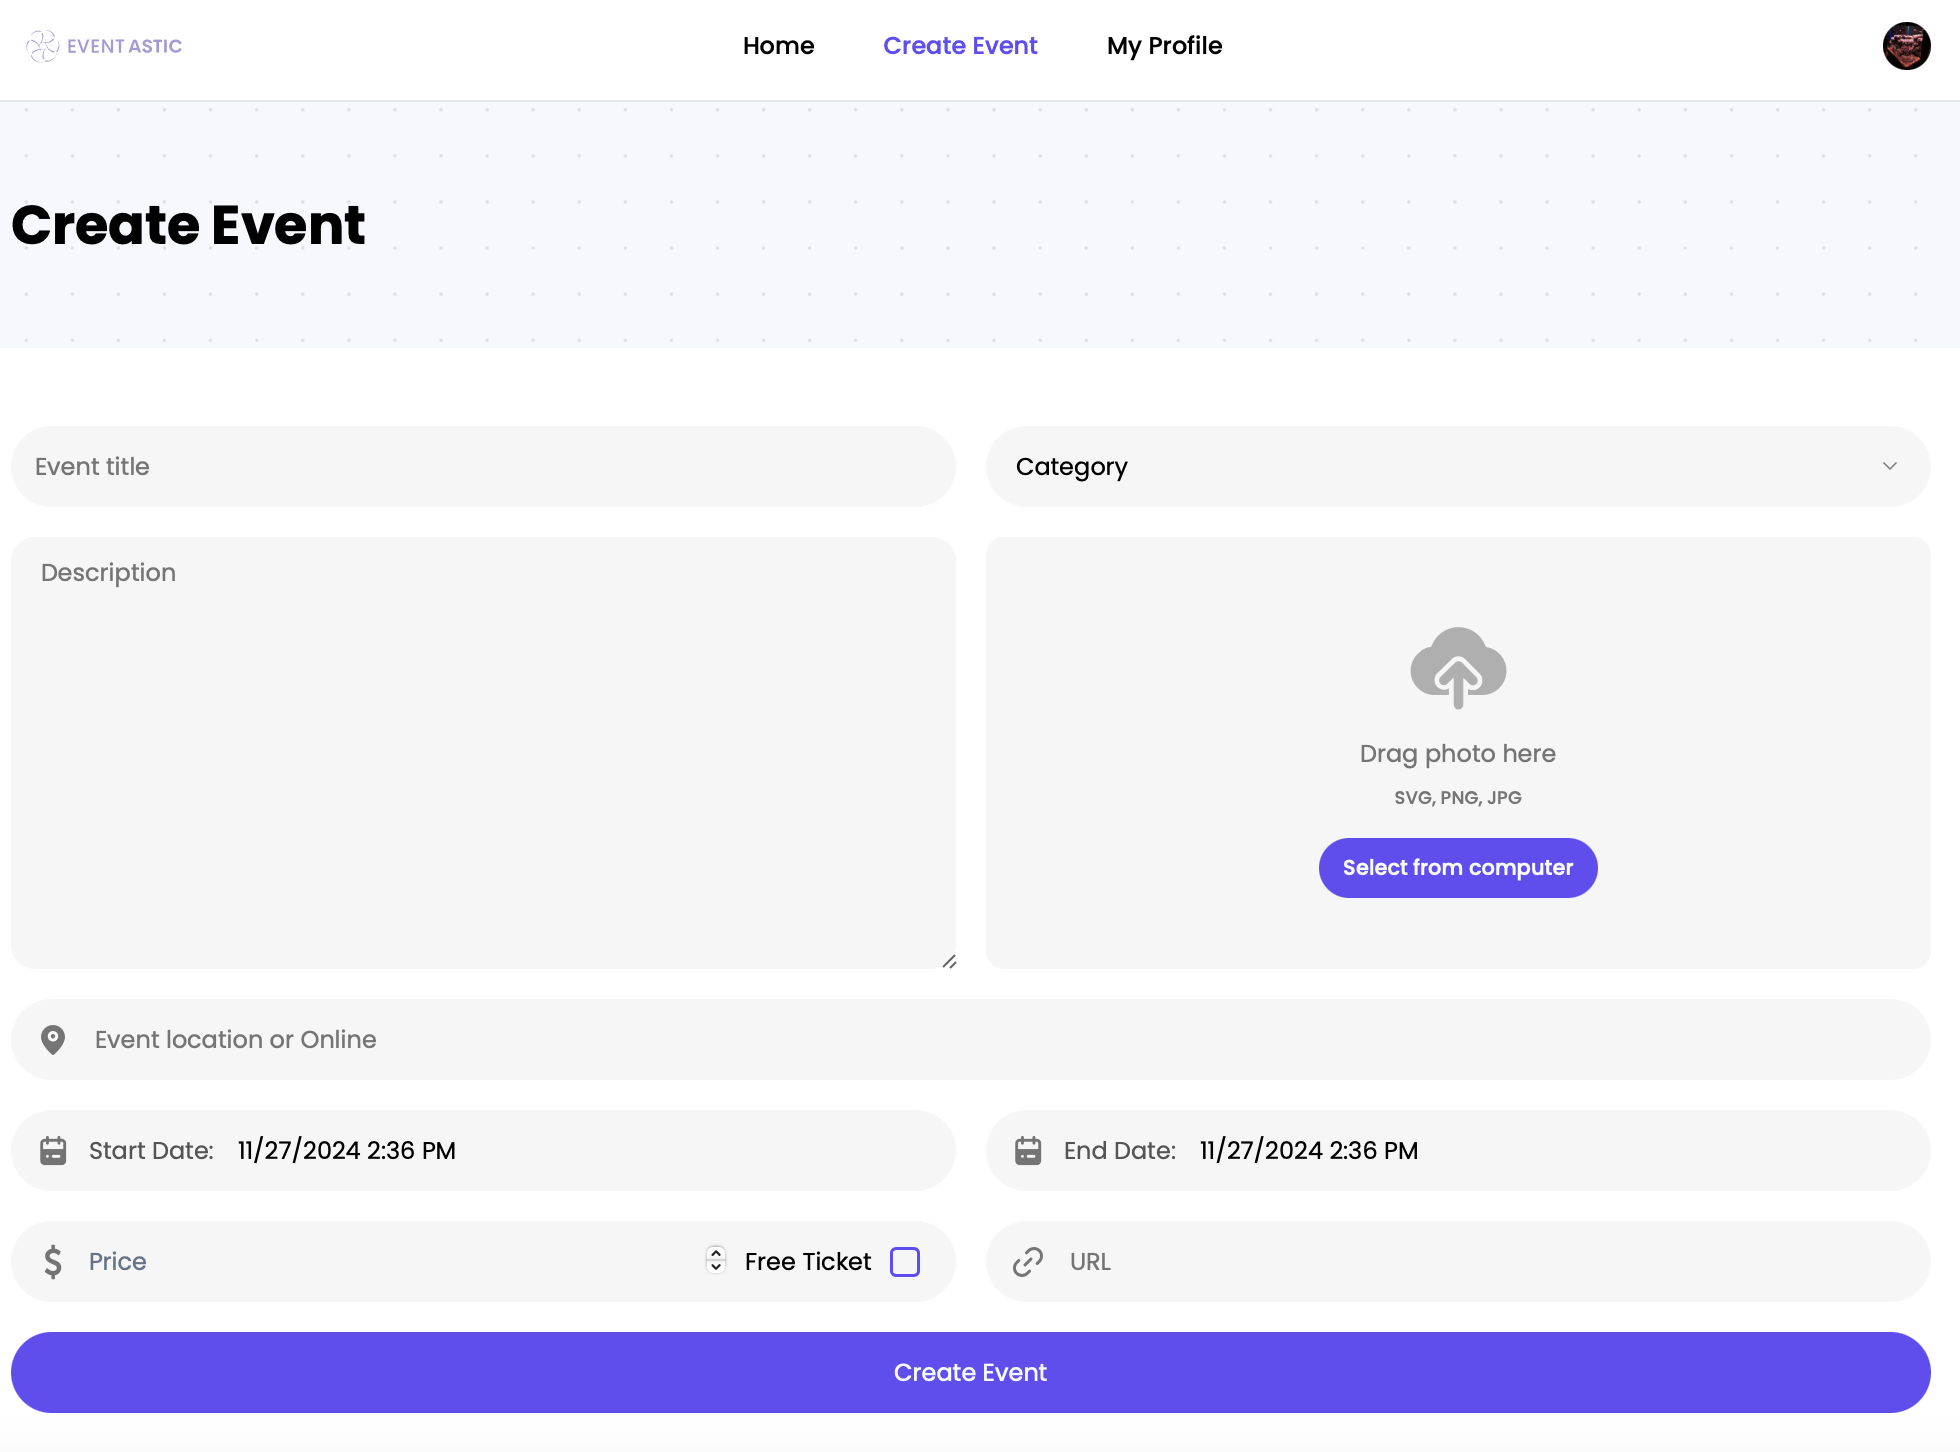 EVENT ASTIC
Home
Create Event
My Profile
Create Event
Event title
Category
Description
Drag photo here
SVG, PNG, JPG
Select from computer
Event location or Online
Start Date: 11/27/2024 2:36 PM
End Date: 11/27/2024 2:36 PM
$ Price
Free Ticket
URL
Create Event